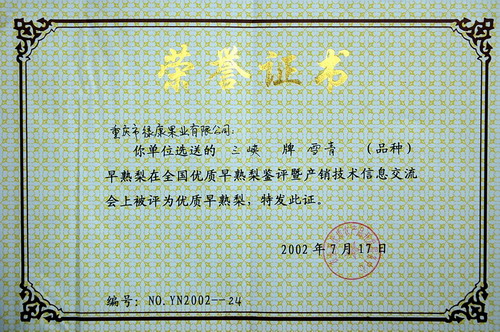 荣誉证书
重庆市绿康果业有限公司:
你单位选送的 三峡 牌 雪青 (品种)
早熟梨在全国优质早熟梨鉴评暨产销技术信息交流
会上被评为优质早熟梨，特发此证。
2002年7月17日
编号: NO.YN2002--24